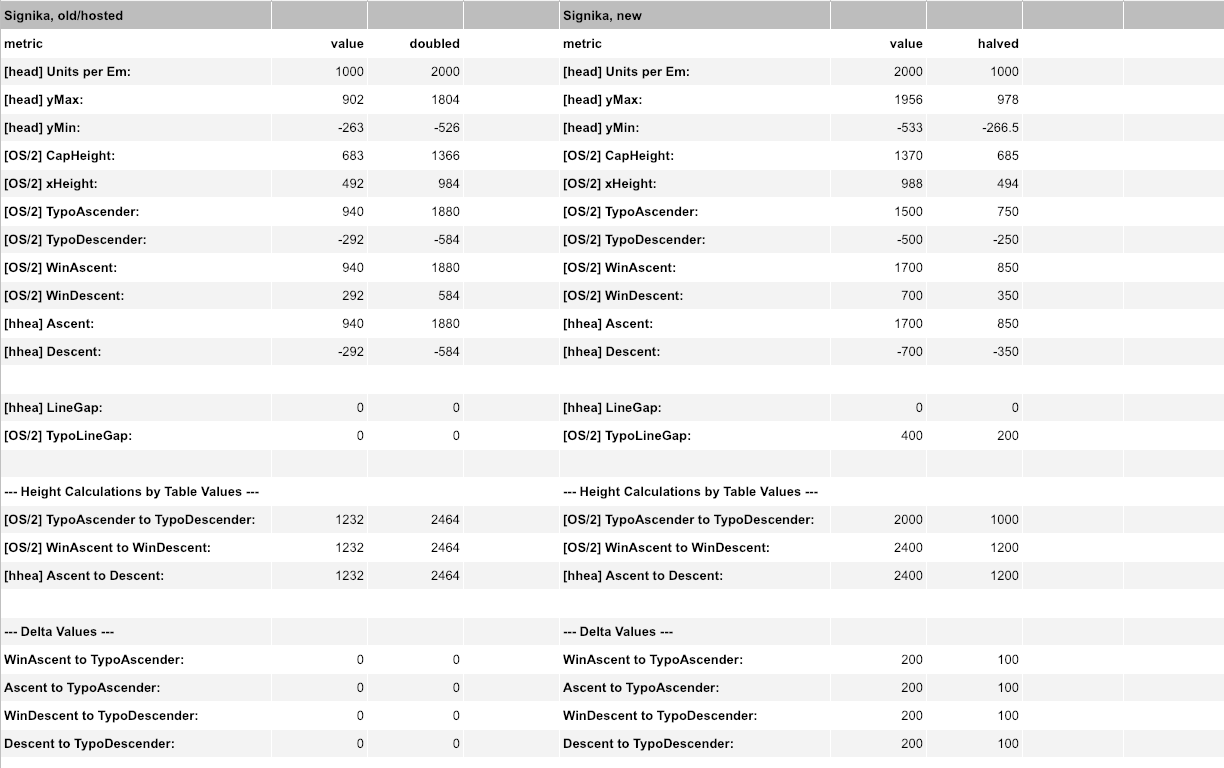 Signika, old/hosted Signika, new
metric value doubled metric value halved
[head] Units per Em: 1000 2000 [head] Units per Em: 2000 1000
[head] yMax: 902 1804 [head] yMax: 1956 978
[head] yMin: -263 -526 [head] yMin: -533 -266.5
[OS/2] CapHeight: 683 1366 [OS/2] CapHeight: 1370 685
[OS/2] xHeight: 492 984 [OS/2] xHeight: 988 494
[OS/2] TypoAscender: 940 1880 [OS/2] TypoAscender: 1500 750
[OS/2] TypoDescender: -292 -584 [OS/2] TypoDescender: -500 -250
[OS/2] WinAscent: 940 1880 [OS/2] WinAscent: 1700 850
[OS/2] WinDescent: 292 584 [OS/2] WinDescent: 700 350
[hhea] Ascent: 940 1880 [hhea] Ascent: 1700 850
[hhea] Descent: -292 -584 [hhea] Descent: -700 -350
[hhea] LineGap: 0 0 [hhea] LineGap: 0 0
[OS/2] TypoLineGap: 0 0 [OS/2] TypoLineGap: 400 200
--- Height Calculations by Table Values --- --- Height Calculations by Table Values ---
[OS/2] TypoAscender to TypoDescender: 1232 2464 [OS/2] TypoAscender to TypoDescender: 2000 1000
[OS/2] WinAscent to WinDescent: 1232 2464 [OS/2] WinAscent to WinDescent: 2400 1200
[hhea] Ascent to Descent: 1232 2464 [hhea] Ascent to Descent: 2400 1200
--- Delta Values --- --- Delta Values ---
WinAscent to TypoAscender: 0 0 WinAscent to TypoAscender: 200 100
Ascent to TypoAscender: 0 0 Ascent to TypoAscender: 200 100
WinDescent to TypoDescender: 0 0 WinDescent to TypoDescender: 200 100
Descent to TypoDescender: 0 0 Descent to TypoDescender: 200 100